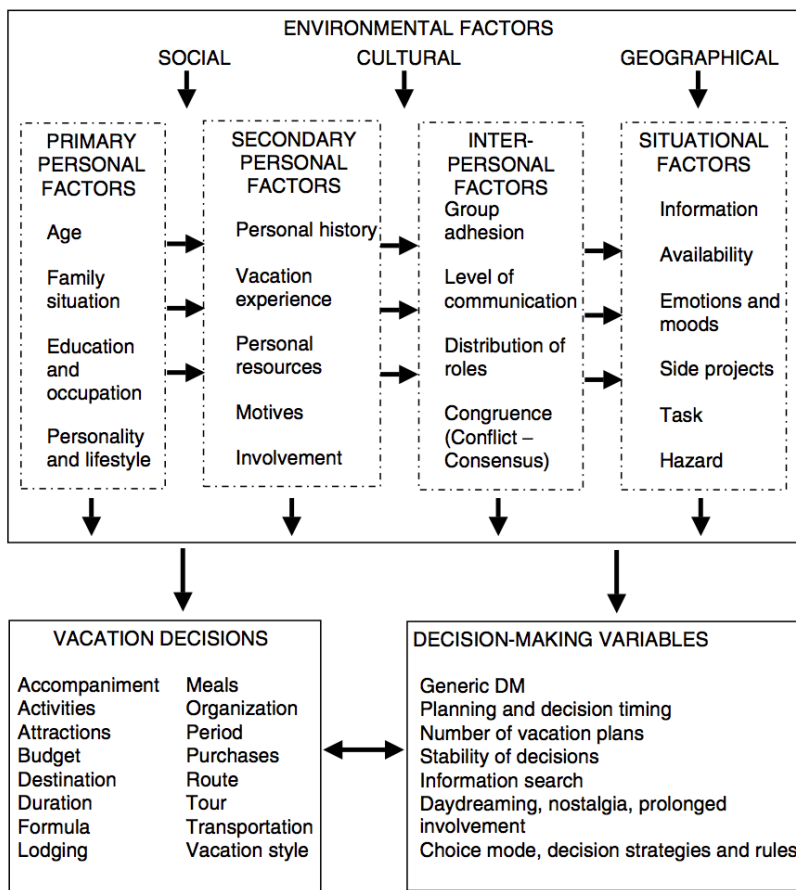 ENVIRONMENTAL FACTORS
SOCIAL
CULTURAL
GEOGRAPHICAL
PRIMARY
PERSONAL
FACTORS
Age
Family
situation
Education
and
occupation
Personality
and lifestyle
SECONDARY
PERSONAL
FACTORS
Personal history
Vacation
experience
Personal
resources
Motives
Involvement
INTER-
PERSONAL
FACTORS
Group
adhesion
Level of
communication
Distribution of
roles
Congruence
(Conflict –
Consensus)
SITUATIONAL
FACTORS
Information
Availability
Emotions and
moods
Side projects
Task
Hazard
VACATION DECISIONS
Accompaniment
Activities
Attractions
Budget
Destination
Duration
Formula
Lodging
Meals
Organization
Period
Purchases
Route
Tour
Transportation
Vacation style
DECISION-MAKING VARIABLES
Generic DM
Planning and decision timing
Number of vacation plans
Stability of decisions
Information search
Daydreaming, nostalgia, prolonged
involvement
Choice mode, decision strategies and rules